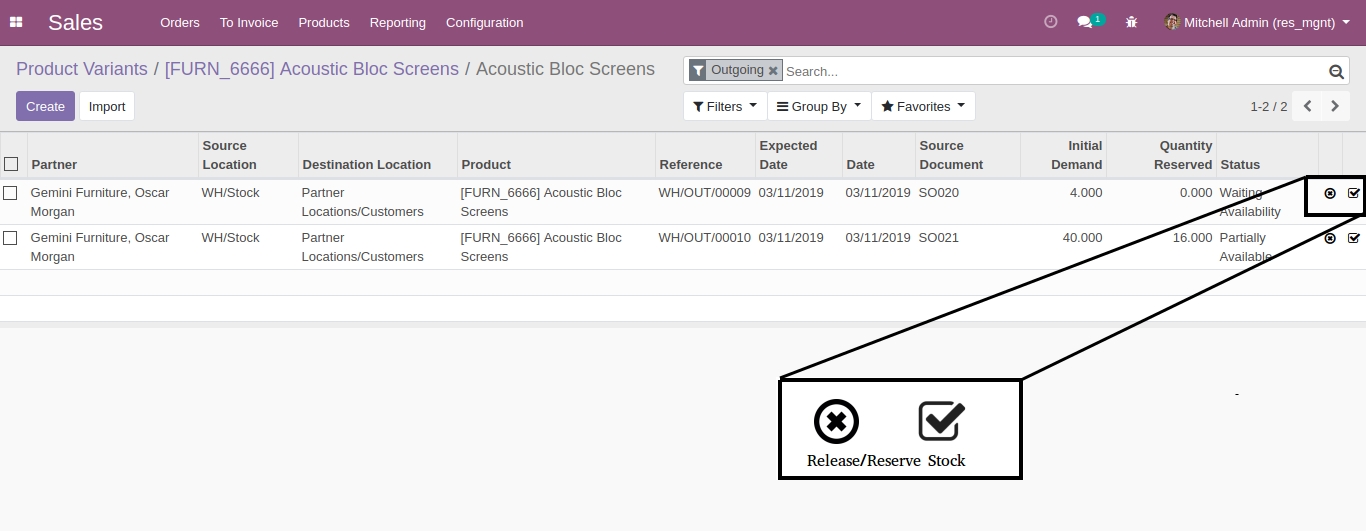 Sales Orders To Invoice Products Reporting Configuration 1 Mitchell Admin (res_mgnt)
Product Variants / [FURN_6666] Acoustic Bloc Screens / Acoustic Bloc Screens Outgoing Search...
Create Import Filters Group By Favorites 1-2 / 2
Partner Source Location Destination Location Product Reference Expected Date Date Source Document Initial Demand Quantity Reserved Status
Gemini Furniture, Oscar WH/Stock Partner [FURN_6666] Acoustic Bloc WH/OUT/00009 03/11/2019 03/11/2019 SO020 4.000 0.000 Waiting
Morgan Locations/Customers Screens Availability
Gemini Furniture, Oscar WH/Stock Partner [FURN_6666] Acoustic Bloc WH/OUT/00010 03/11/2019 03/11/2019 SO021 40.000 16.000 Partially
Morgan Locations/Customers Screens Available
-
Release/Reserve Stock